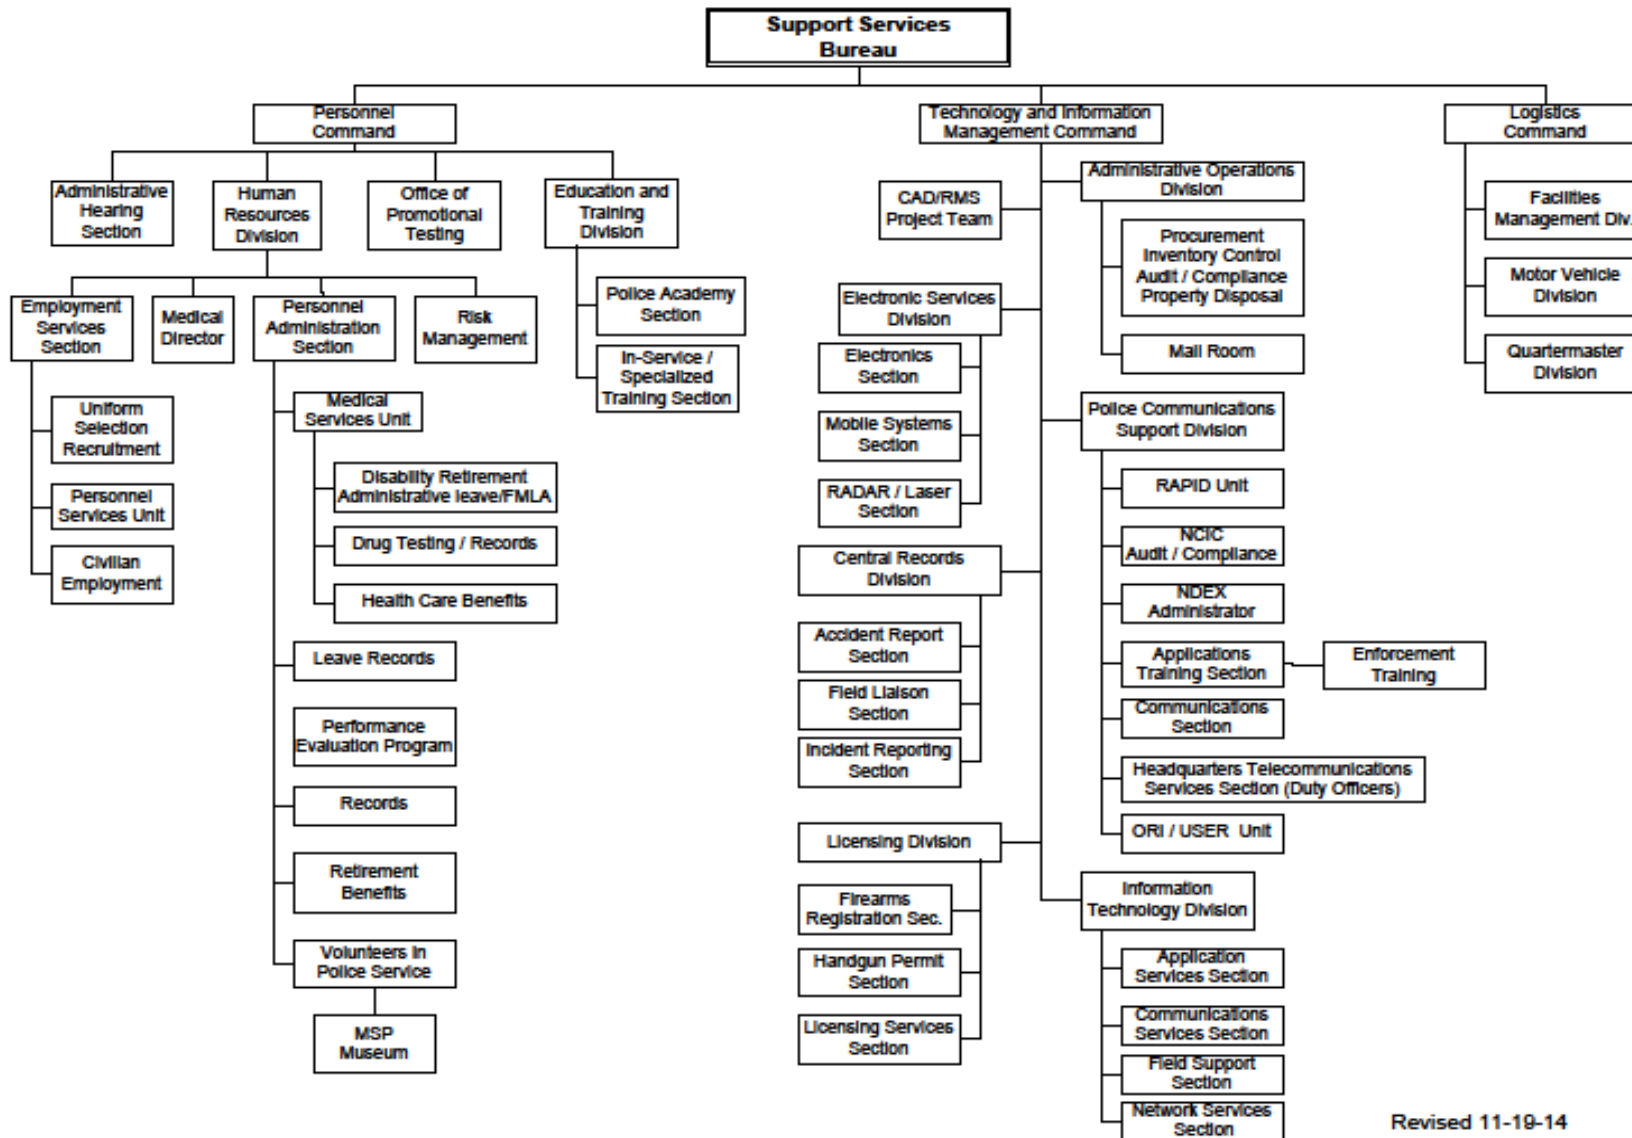 Support Services
Bureau
Personnel
Command
Technology and Information
Management Command
Logistics
Command
Administrative
Hearing
Section
Human
Resources
Division
Office of
Promotional
Testing
Education and
Training
Division
Employment
Services
Section
Medical
Director
Personnel
Administration
Section
Risk
Management
Police Academy
Section
In-Service /
Specialized
Training Section
Uniform
Selection
Recruitment
Personnel
Services Unit
Civilian
Employment
Medical
Services Unit
Disability Retirement
Administrative leave/FMLA
Drug Testing / Records
Health Care Benefits
Leave Records
Performance
Evaluation Program
Records
Retirement
Benefits
Volunteers in
Police Service
MSP
Museum
CAD/RMS
Project Team
Electronic Services
Division
Electronics
Section
Mobile Systems
Section
RADAR / Laser
Section
Central Records
Division
Accident Report
Section
Field Liaison
Section
Incident Reporting
Section
Licensing Division
Firearms
Registration Sec.
Handgun Permit
Section
Licensing Services
Section
Administrative Operations
Division
Procurement
Inventory Control
Audit / Compliance
Property Disposal
Mail Room
Police Communications
Support Division
RAPID Unit
NCIC
Audit / Compliance
NDEX
Administrator
Applications
Training Section
Enforcement
Training
Communications
Section
Headquarters Telecommunications
Services Section (Duty Officers)
ORI / USER Unit
Information
Technology Division
Application
Services Section
Communications
Services Section
Field Support
Section
Network Services
Section
Facilities
Management Div.
Motor Vehicle
Division
Quartermaster
Division
Revised 11-19-14